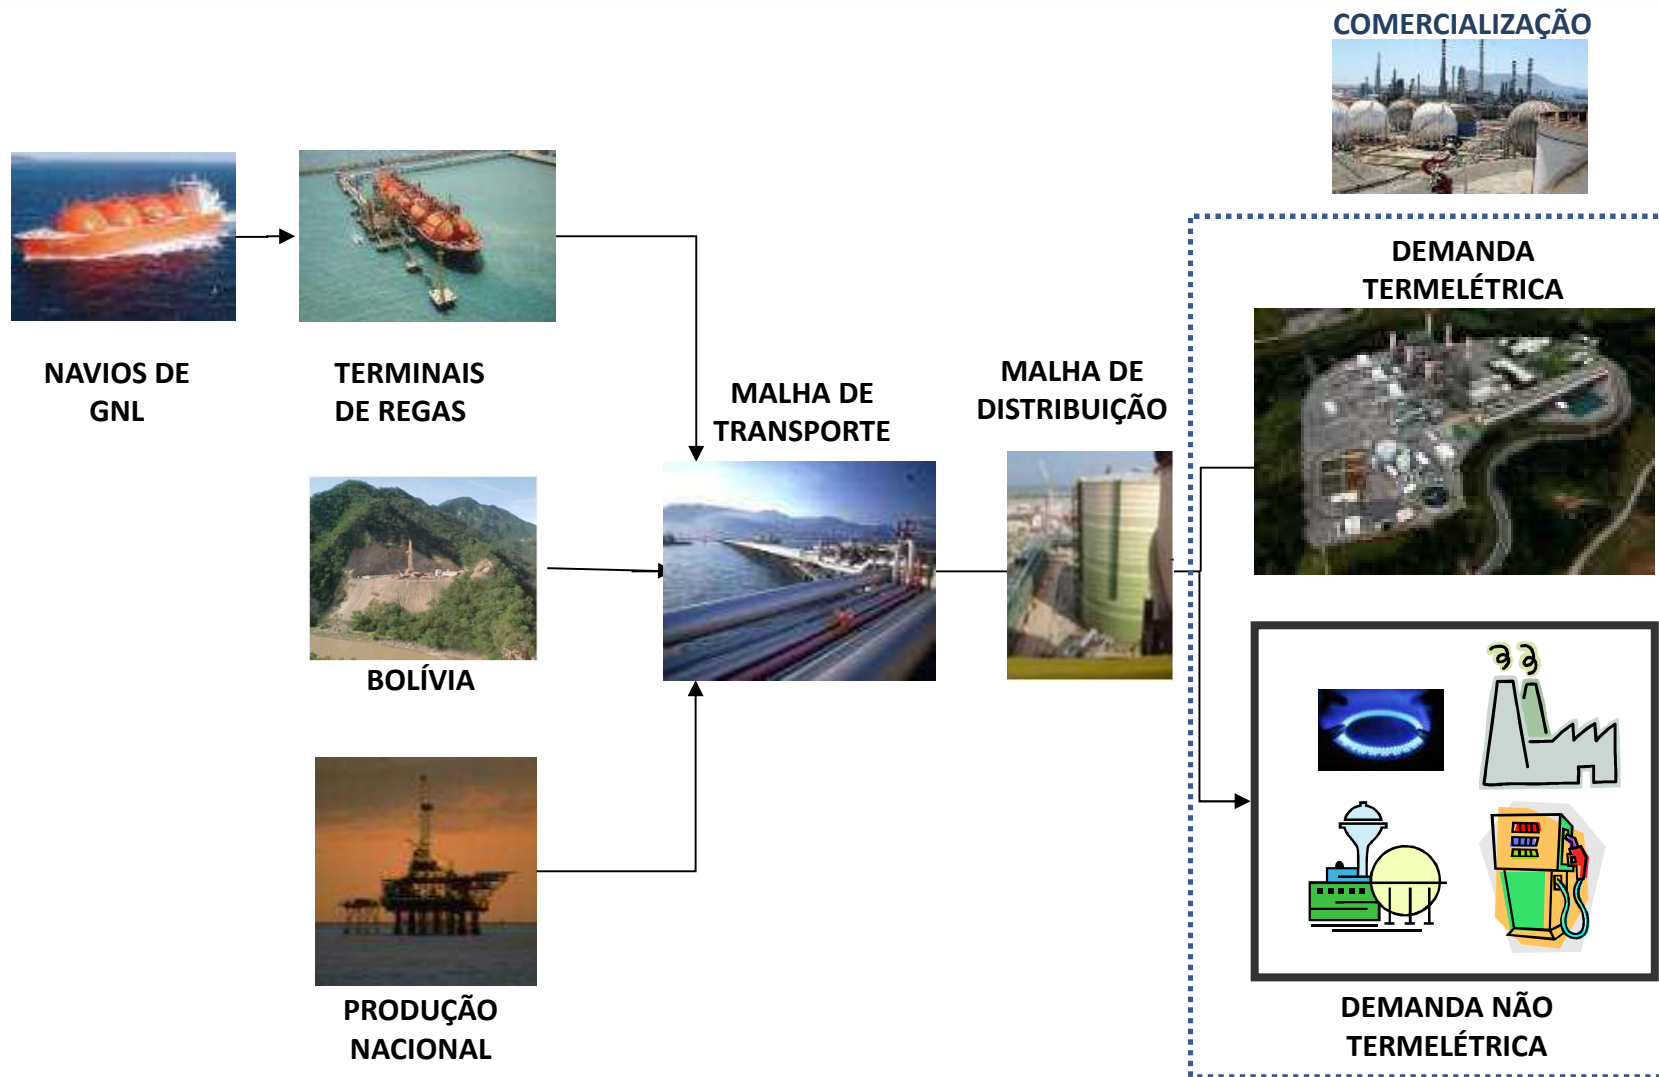 COMERCIALIZAÇÃO
DEMANDA
TERMELÉTRICA
NAVIOS DE
GNL
TERMINAIS
DE REGAS
MALHA DE
TRANSPORTE
MALHA DE
DISTRIBUIÇÃO
BOLÍVIA
PRODUÇÃO
NACIONAL
DEMANDA NÃO
TERMELÉTRICA